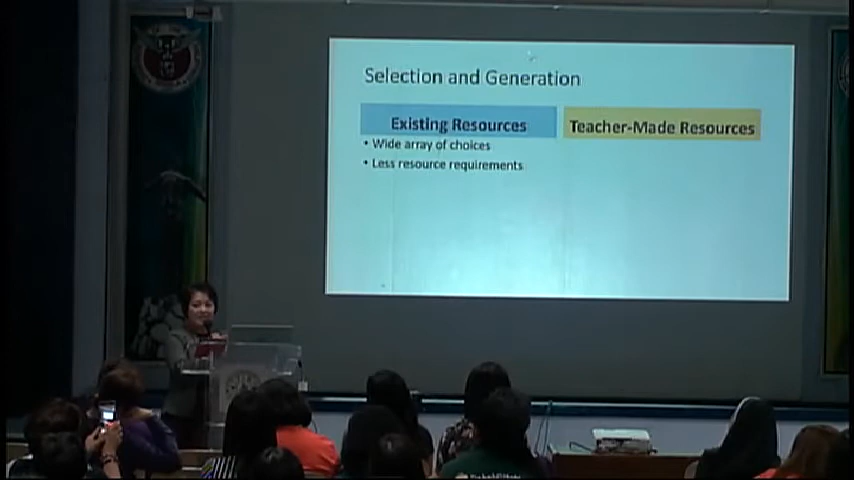 Selection and Generation
Existing Resources
• Wide array of choices
• Less resource requirements
Teacher-Made Resources